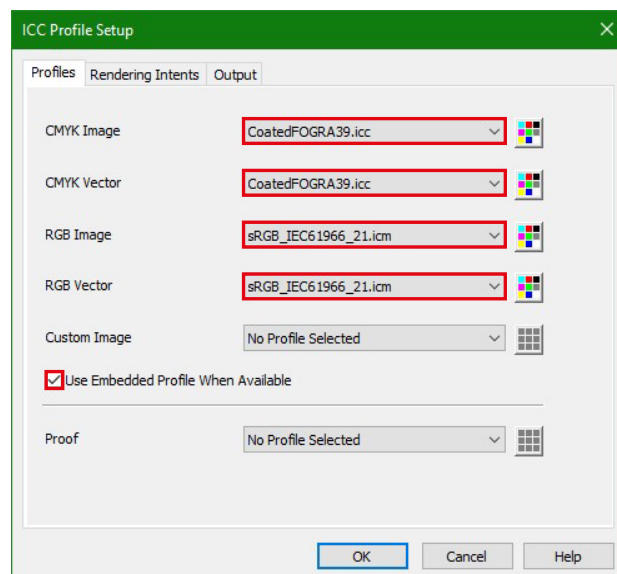 ICC Profile Setup
Profiles Rendering Intents Output
CMYK Image CoatedFOGRA39.icc
CMYK Vector CoatedFOGRA39.icc
RGB Image sRGB_IEC61966_21.icm
RGB Vector sRGB_IEC61966_21.icm
Custom Image No Profile Selected
Use Embedded Profile When Available
Proof No Profile Selected
OK Cancel Help